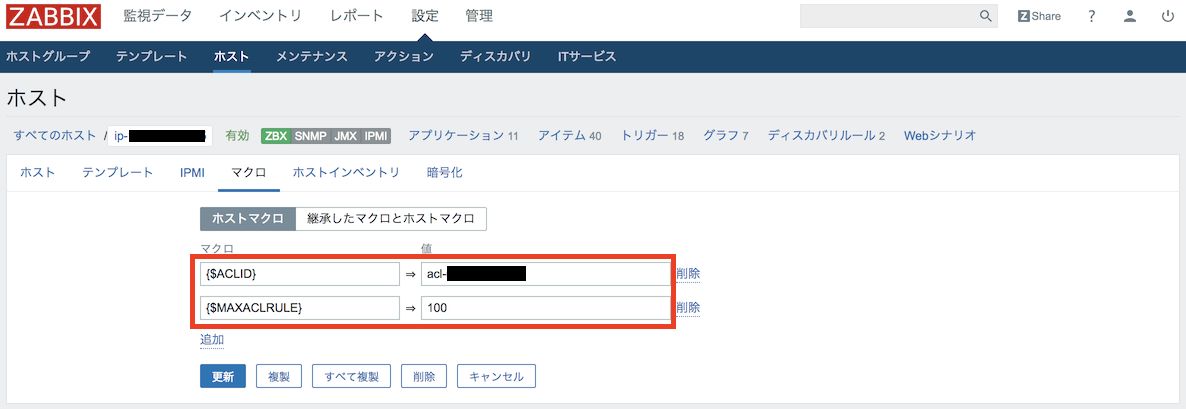 ZABBIX 監視データ インベントリ レポート 設定 管理 Share ?
ホストグループ テンプレート ホスト メンテナンス アクション ディスカバリ ITサービス
ホスト
すべてのホスト / ip- 有効 ZBX SNMP JMX IPMI アプリケーション 11 アイテム 40 トリガー 18 グラフ 7 ディスカバリルール 2 Webシナリオ
ホスト テンプレート IPMI マクロ ホストインベントリ 暗号化
ホストマクロ 継承したマクロとホストマクロ
マクロ 値
{$ACLID} ⇒ acl- 削除
{$MAXACLRULE} ⇒ 100 削除
追加
更新 複製 すべて複製 削除 キャンセル